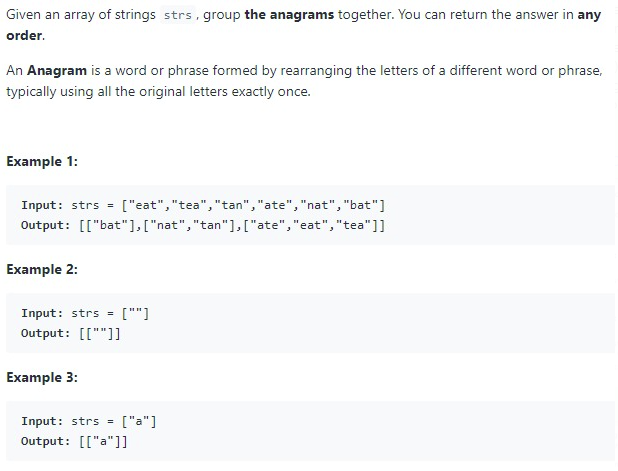 Given an array of strings strs, group the anagrams together. You can return the answer in any
order.
An Anagram is a word or phrase formed by rearranging the letters of a different word or phrase,
typically using all the original letters exactly once.
Example 1:
Input: strs = ["eat","tea","tan","ate","nat","bat"]
Output: [["bat"],["nat","tan"],["ate","eat","tea"]]
Example 2:
Input: strs = [""]
Output: [[""]]
Example 3:
Input: strs = ["a"]
Output: [["a"]]